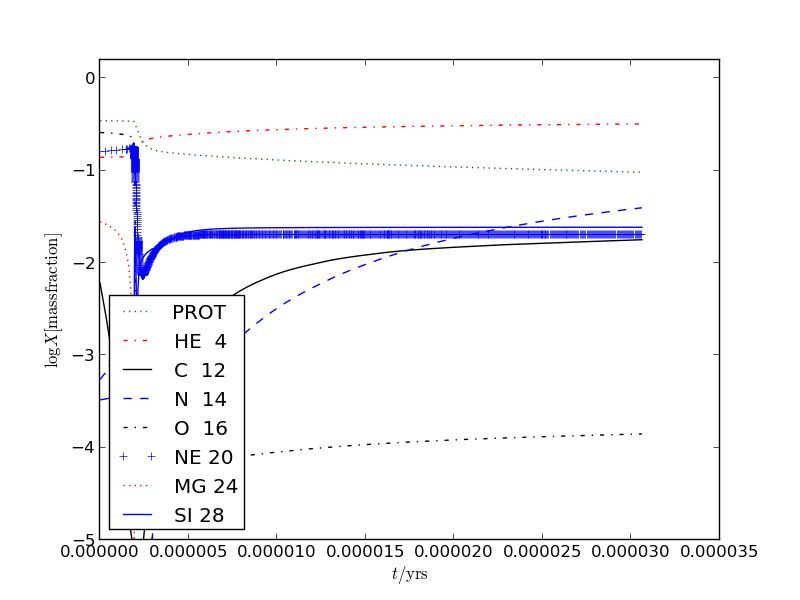 0
−1
−2
−3
−4
−5
log X[massfraction]
PROT
HE 4
C 12
N 14
O 16
NE 20
MG 24
SI 28
0.000000 0.000005 0.000010 0.000015 0.000020 0.000025 0.000030 0.000035
t/yrs